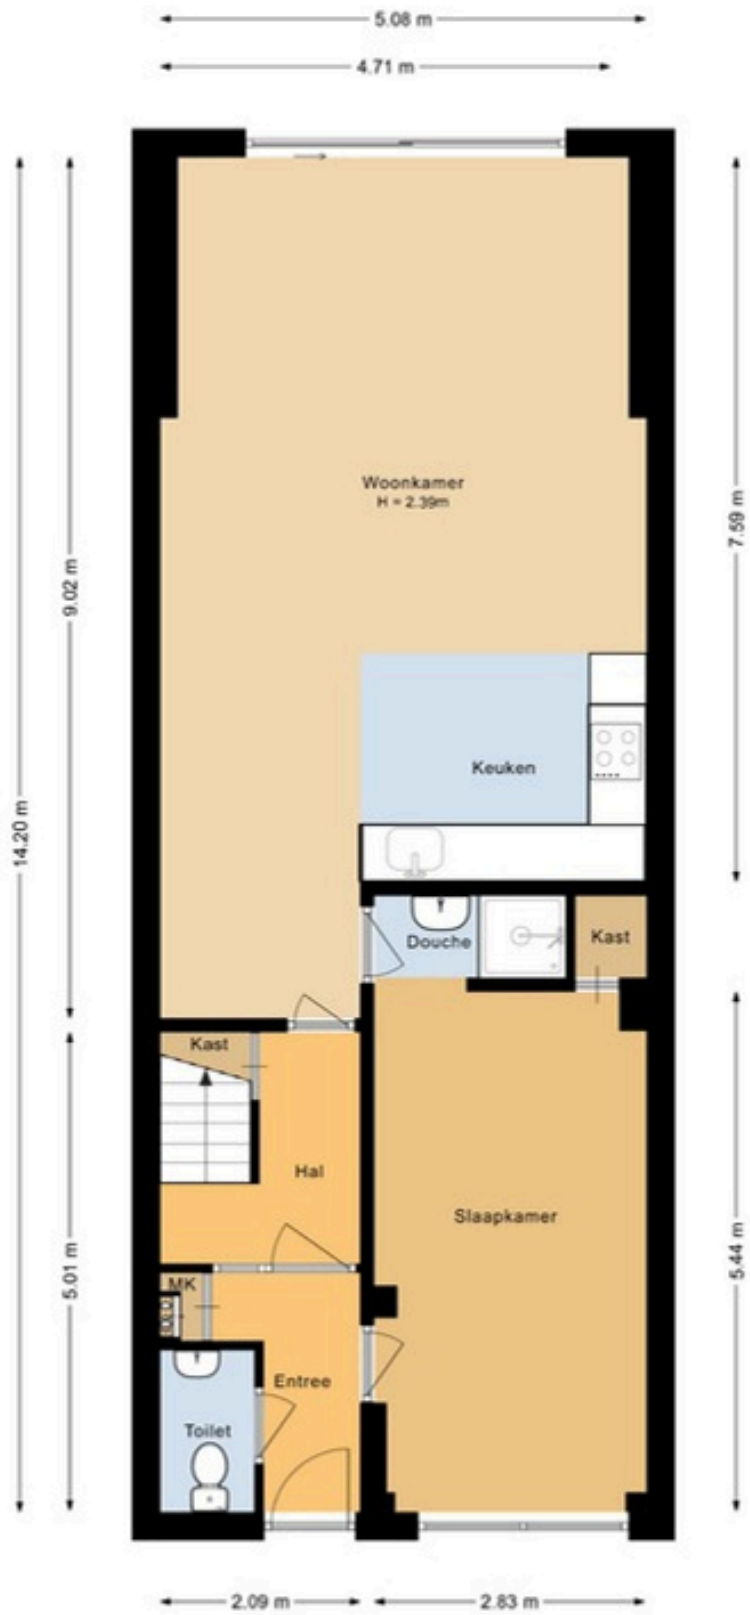 5.08 m
4.71 m
Woonkamer
H = 2.39m
7.59 m
9.02 m
Keuken
14.20 m
Douche
Kast
Kast
Hal
Slaapkamer
5.44 m
5.01 m
MK
Entree
Toilet
2.09 m
2.83 m